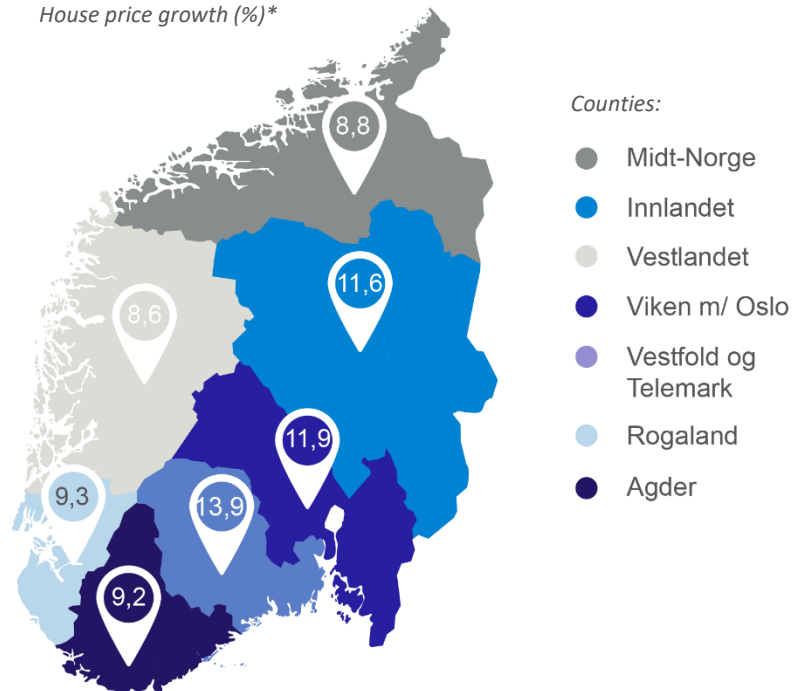 House price growth (%)*
8,8
11,6
8,6
11,9
9,3
13,9
9,2
Counties:
Midt-Norge
Innlandet
Vestlandet
Viken m/ Oslo
Vestfold og
Telemark
Rogaland
Agder